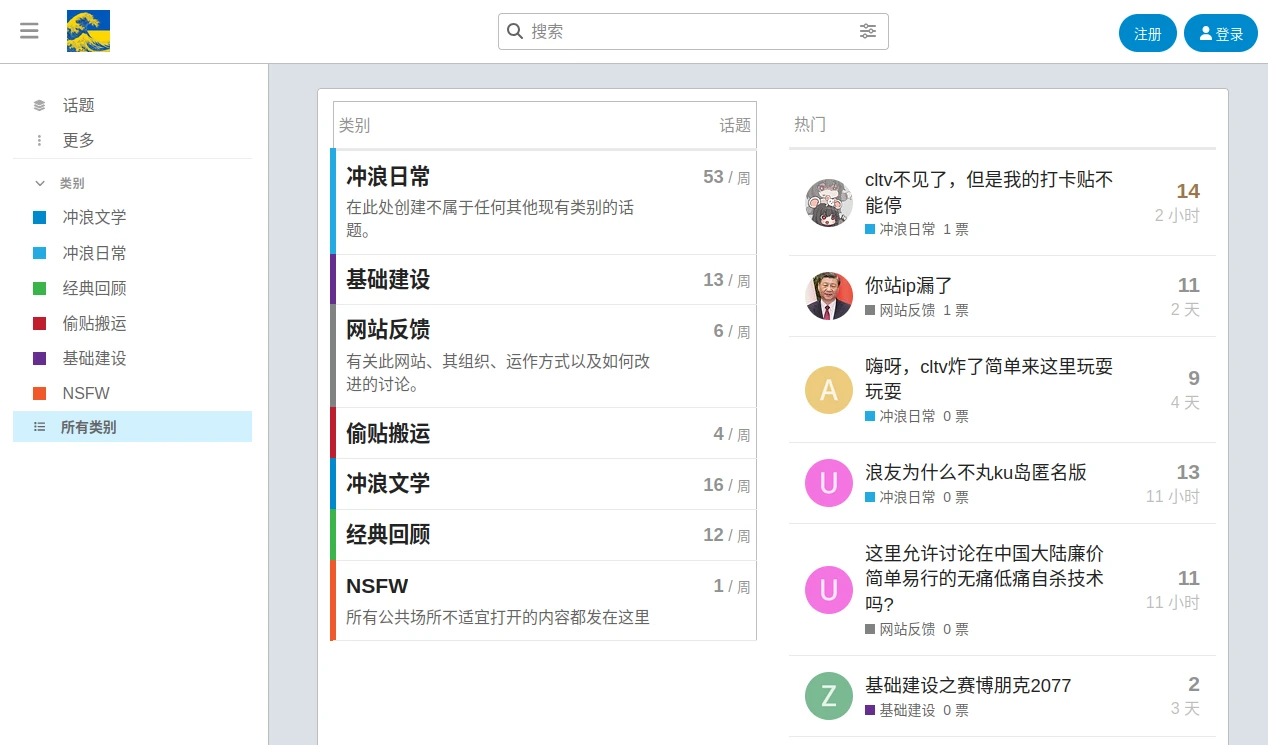 搜索
注册
登录
话题
更多
类别
冲浪文学
冲浪日常
经典回顾
偷贴搬运
基础建设
NSFW
所有类别
类别 话题
冲浪日常 53 / 周
在此处创建不属于任何其他现有类别的话
题。
基础建设 13 / 周
网站反馈 6 / 周
有关此网站、其组织、运作方式以及如何改
进的讨论。
偷贴搬运 4 / 周
冲浪文学 16 / 周
经典回顾 12 / 周
NSFW 1 / 周
所有公共场所不适宜打开的内容都发在这里
热门
cltv不见了，但是我的打卡贴不
能停
冲浪日常 1 票
14
2 小时
你站ip漏了
网站反馈 1 票
11
2 天
A
嗨呀，cltv炸了简单来这里玩耍
玩耍
冲浪日常 0 票
9
4 天
U
浪友为什么不丸ku岛匿名版
冲浪日常 0 票
13
11 小时
U
这里允许讨论在中国大陆廉价
简单易行的无痛低痛自杀技术
吗?
网站反馈 0 票
11
11 小时
Z
基础建设之赛博朋克2077
基础建设 0 票
2
3 天